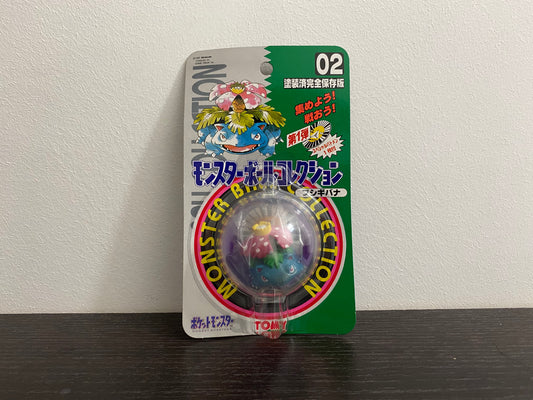 02
塗装済完全保存版
集めよう!
戦おう!
第1弾
モンスターボールコレクション
フシギバナ
MONSTER BALL COLLECTION
ポケットモンスター
TOMY